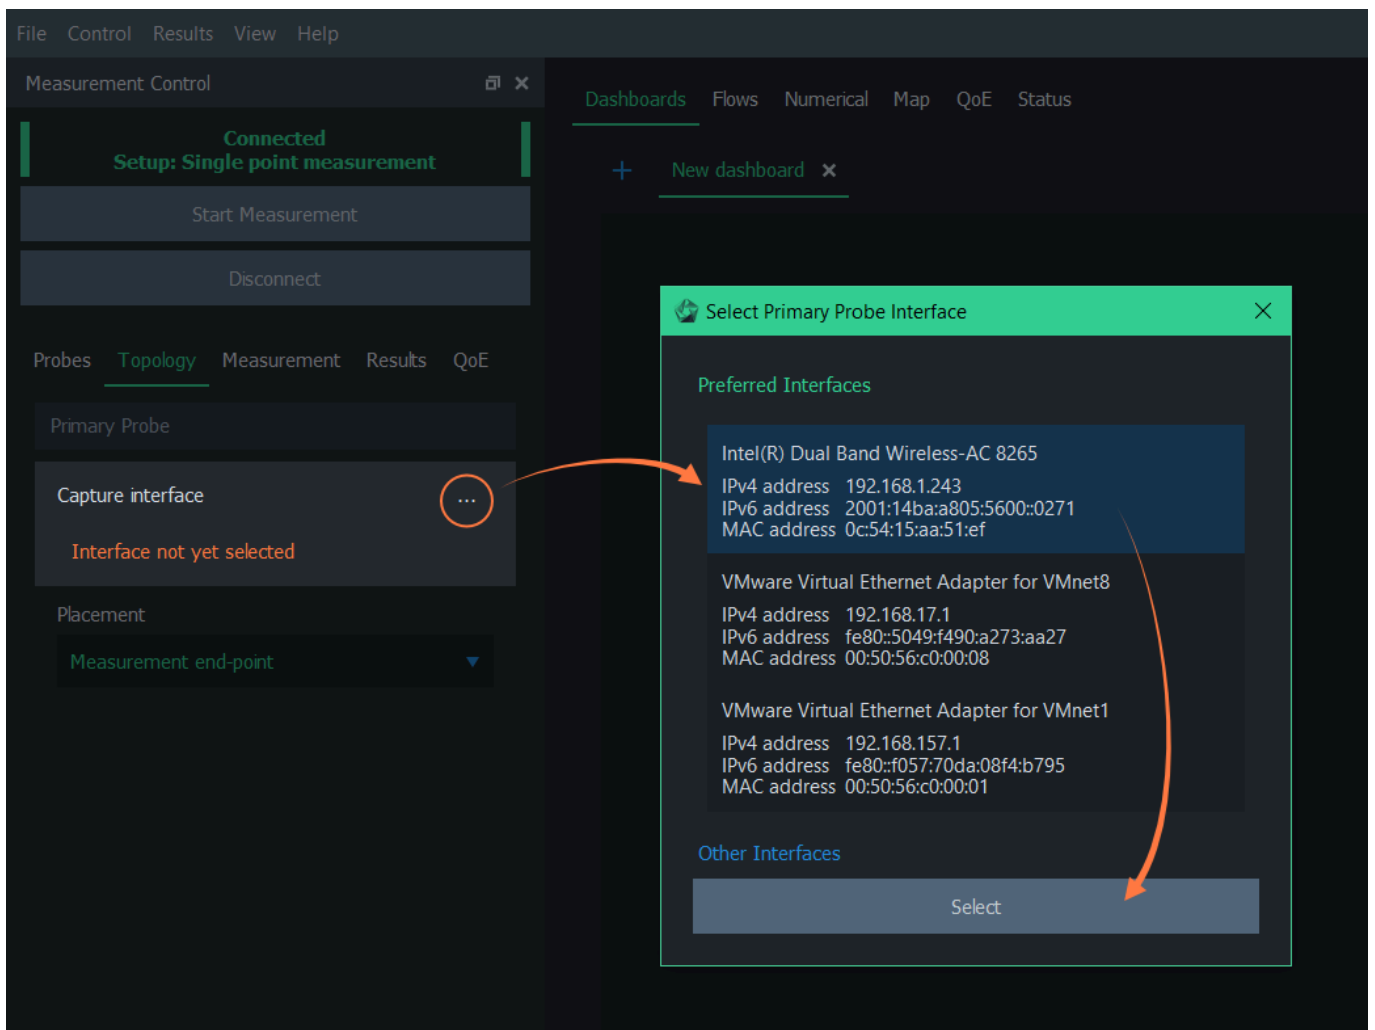 File Control Results View Help
Measurement Control
Connected
Setup: Single point measurement
Start Measurement
Disconnect
Probes Topology Measurement Results QoE
Primary Probe
Capture interface ...
Interface not yet selected
Placement
Measurement end-point
Dashboards Flows Numerical Map QoE Status
+ New dashboard
Select Primary Probe Interface
Preferred Interfaces
Intel(R) Dual Band Wireless-AC 8265
IPv4 address 192.168.1.243
IPv6 address 2001:14ba:a805:5600::0271
MAC address 0c:54:15:aa:51:ef
VMware Virtual Ethernet Adapter for VMnet8
IPv4 address 192.168.17.1
IPv6 address fe80::5049:f490:a273:aa27
MAC address 00:50:56:c0:00:08
VMware Virtual Ethernet Adapter for VMnet1
IPv4 address 192.168.157.1
IPv6 address fe80::f057:70da:08f4:b795
MAC address 00:50:56:c0:00:01
Other Interfaces
Select